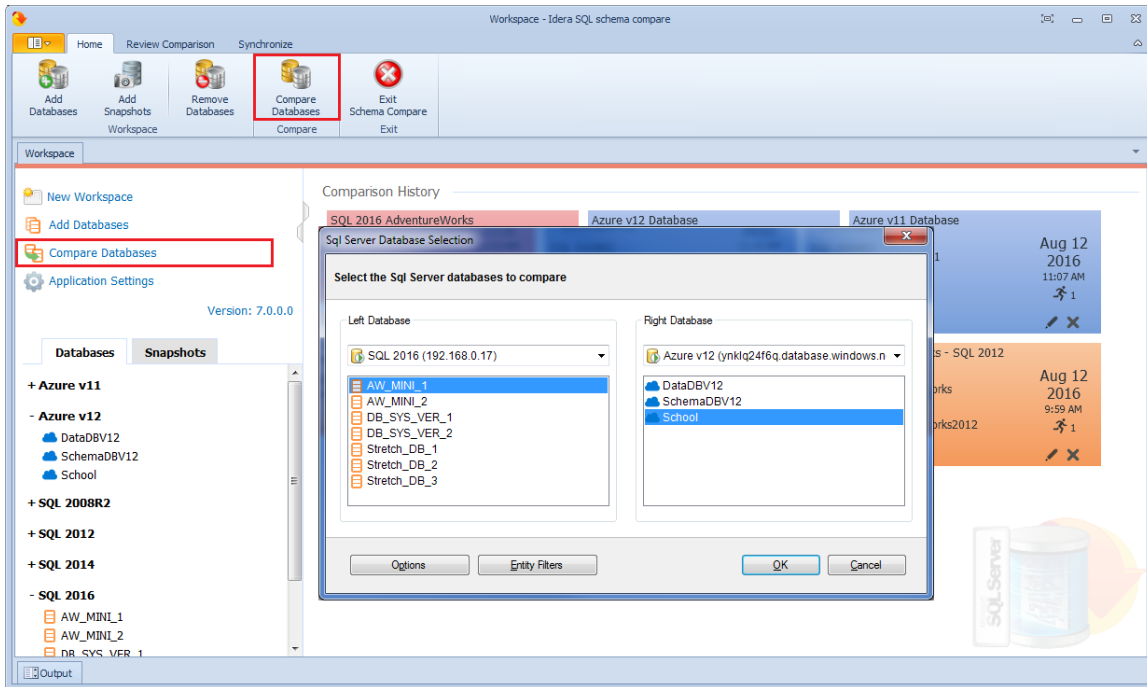 Workspace - Idera SQL schema compare
Home Review Comparison Synchronize
Add Databases
Add Snapshots
Remove Databases
Compare Databases
Exit Schema Compare
Workspace Compare Exit
Workspace
New Workspace
Add Databases
Compare Databases
Application Settings
Version: 7.0.0.0
Databases Snapshots
+ Azure v11
- Azure v12
DataDBV12
SchemaDBV12
School
+ SQL 2008R2
+ SQL 2012
+ SQL 2014
- SQL 2016
AW_MINI_1
AW_MINI_2
DB_SYS_VER_1
Comparison History
SQL 2016 AdventureWorks
Azure v12 Database
Azure v11 Database
1
Aug 12
2016
11:07 AM
1
s - SQL 2012
orks
orks2012
Aug 12
2016
9:59 AM
1
Sql Server Database Selection
Select the Sql Server databases to compare
Left Database
SQL 2016 (192.168.0.17)
AW_MINI_1
AW_MINI_2
DB_SYS_VER_1
DB_SYS_VER_2
Stretch_DB_1
Stretch_DB_2
Stretch_DB_3
Right Database
Azure v12 (ynklq24f6q.database.windows.n
DataDBV12
SchemaDBV12
School
Options Entity Filters OK Cancel
SQL Server
Output